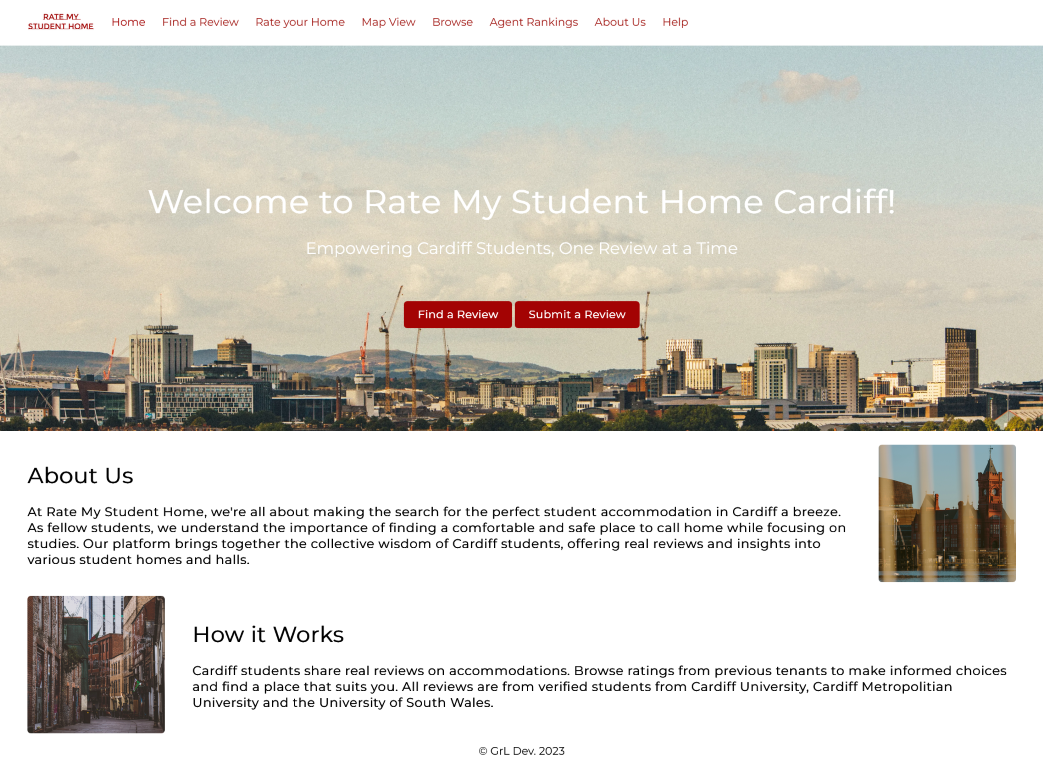 RATE.MY.
STUDENT.HOME
Home Find a Review Rate your Home Map View Browse Agent Rankings About Us Help
Welcome to Rate My Student Home Cardiff!
Empowering Cardiff Students, One Review at a Time
Find a Review Submit a Review
About Us
At Rate My Student Home, we're all about making the search for the perfect student accommodation in Cardiff a breeze.
As fellow students, we understand the importance of finding a comfortable and safe place to call home while focusing on
studies. Our platform brings together the collective wisdom of Cardiff students, offering real reviews and insights into
various student homes and halls.
How it Works
Cardiff students share real reviews on accommodations. Browse ratings from previous tenants to make informed choices
and find a place that suits you. All reviews are from verified students from Cardiff University, Cardiff Metropolitian
University and the University of South Wales.
© GrL Dev. 2023